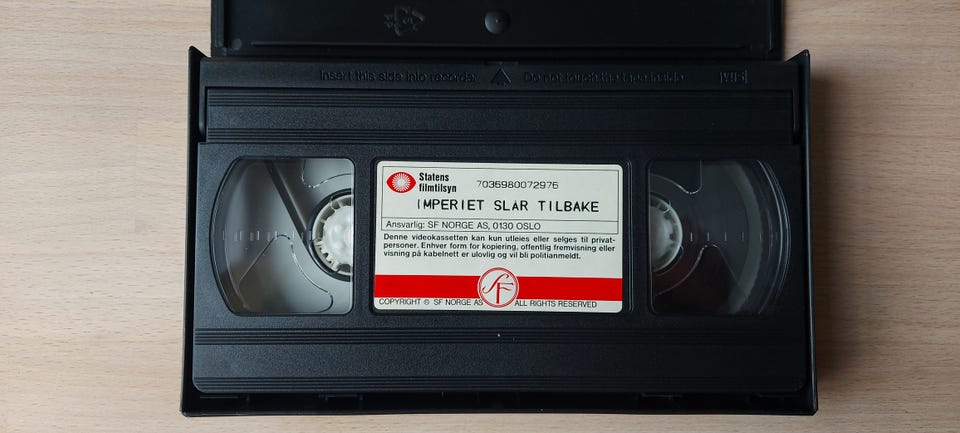 Insert this side into recorder
Do not touch the tape inside
VHS
Statens
filmtilsyn
7035980072975
IMPERIET SLÅR TILBAKE
Ansvarlig: SF NORGE AS, 0130 OSLO
Denne videokassetten kan kun utleies eller selges til privat-
personer. Enhver form for kopiering, offentlig fremvisning eller
visning på kabelnett er ulovlig og vil bli politianmeldt.
SF
COPYRIGHT © SF NORGE AS ALL RIGHTS RESERVED